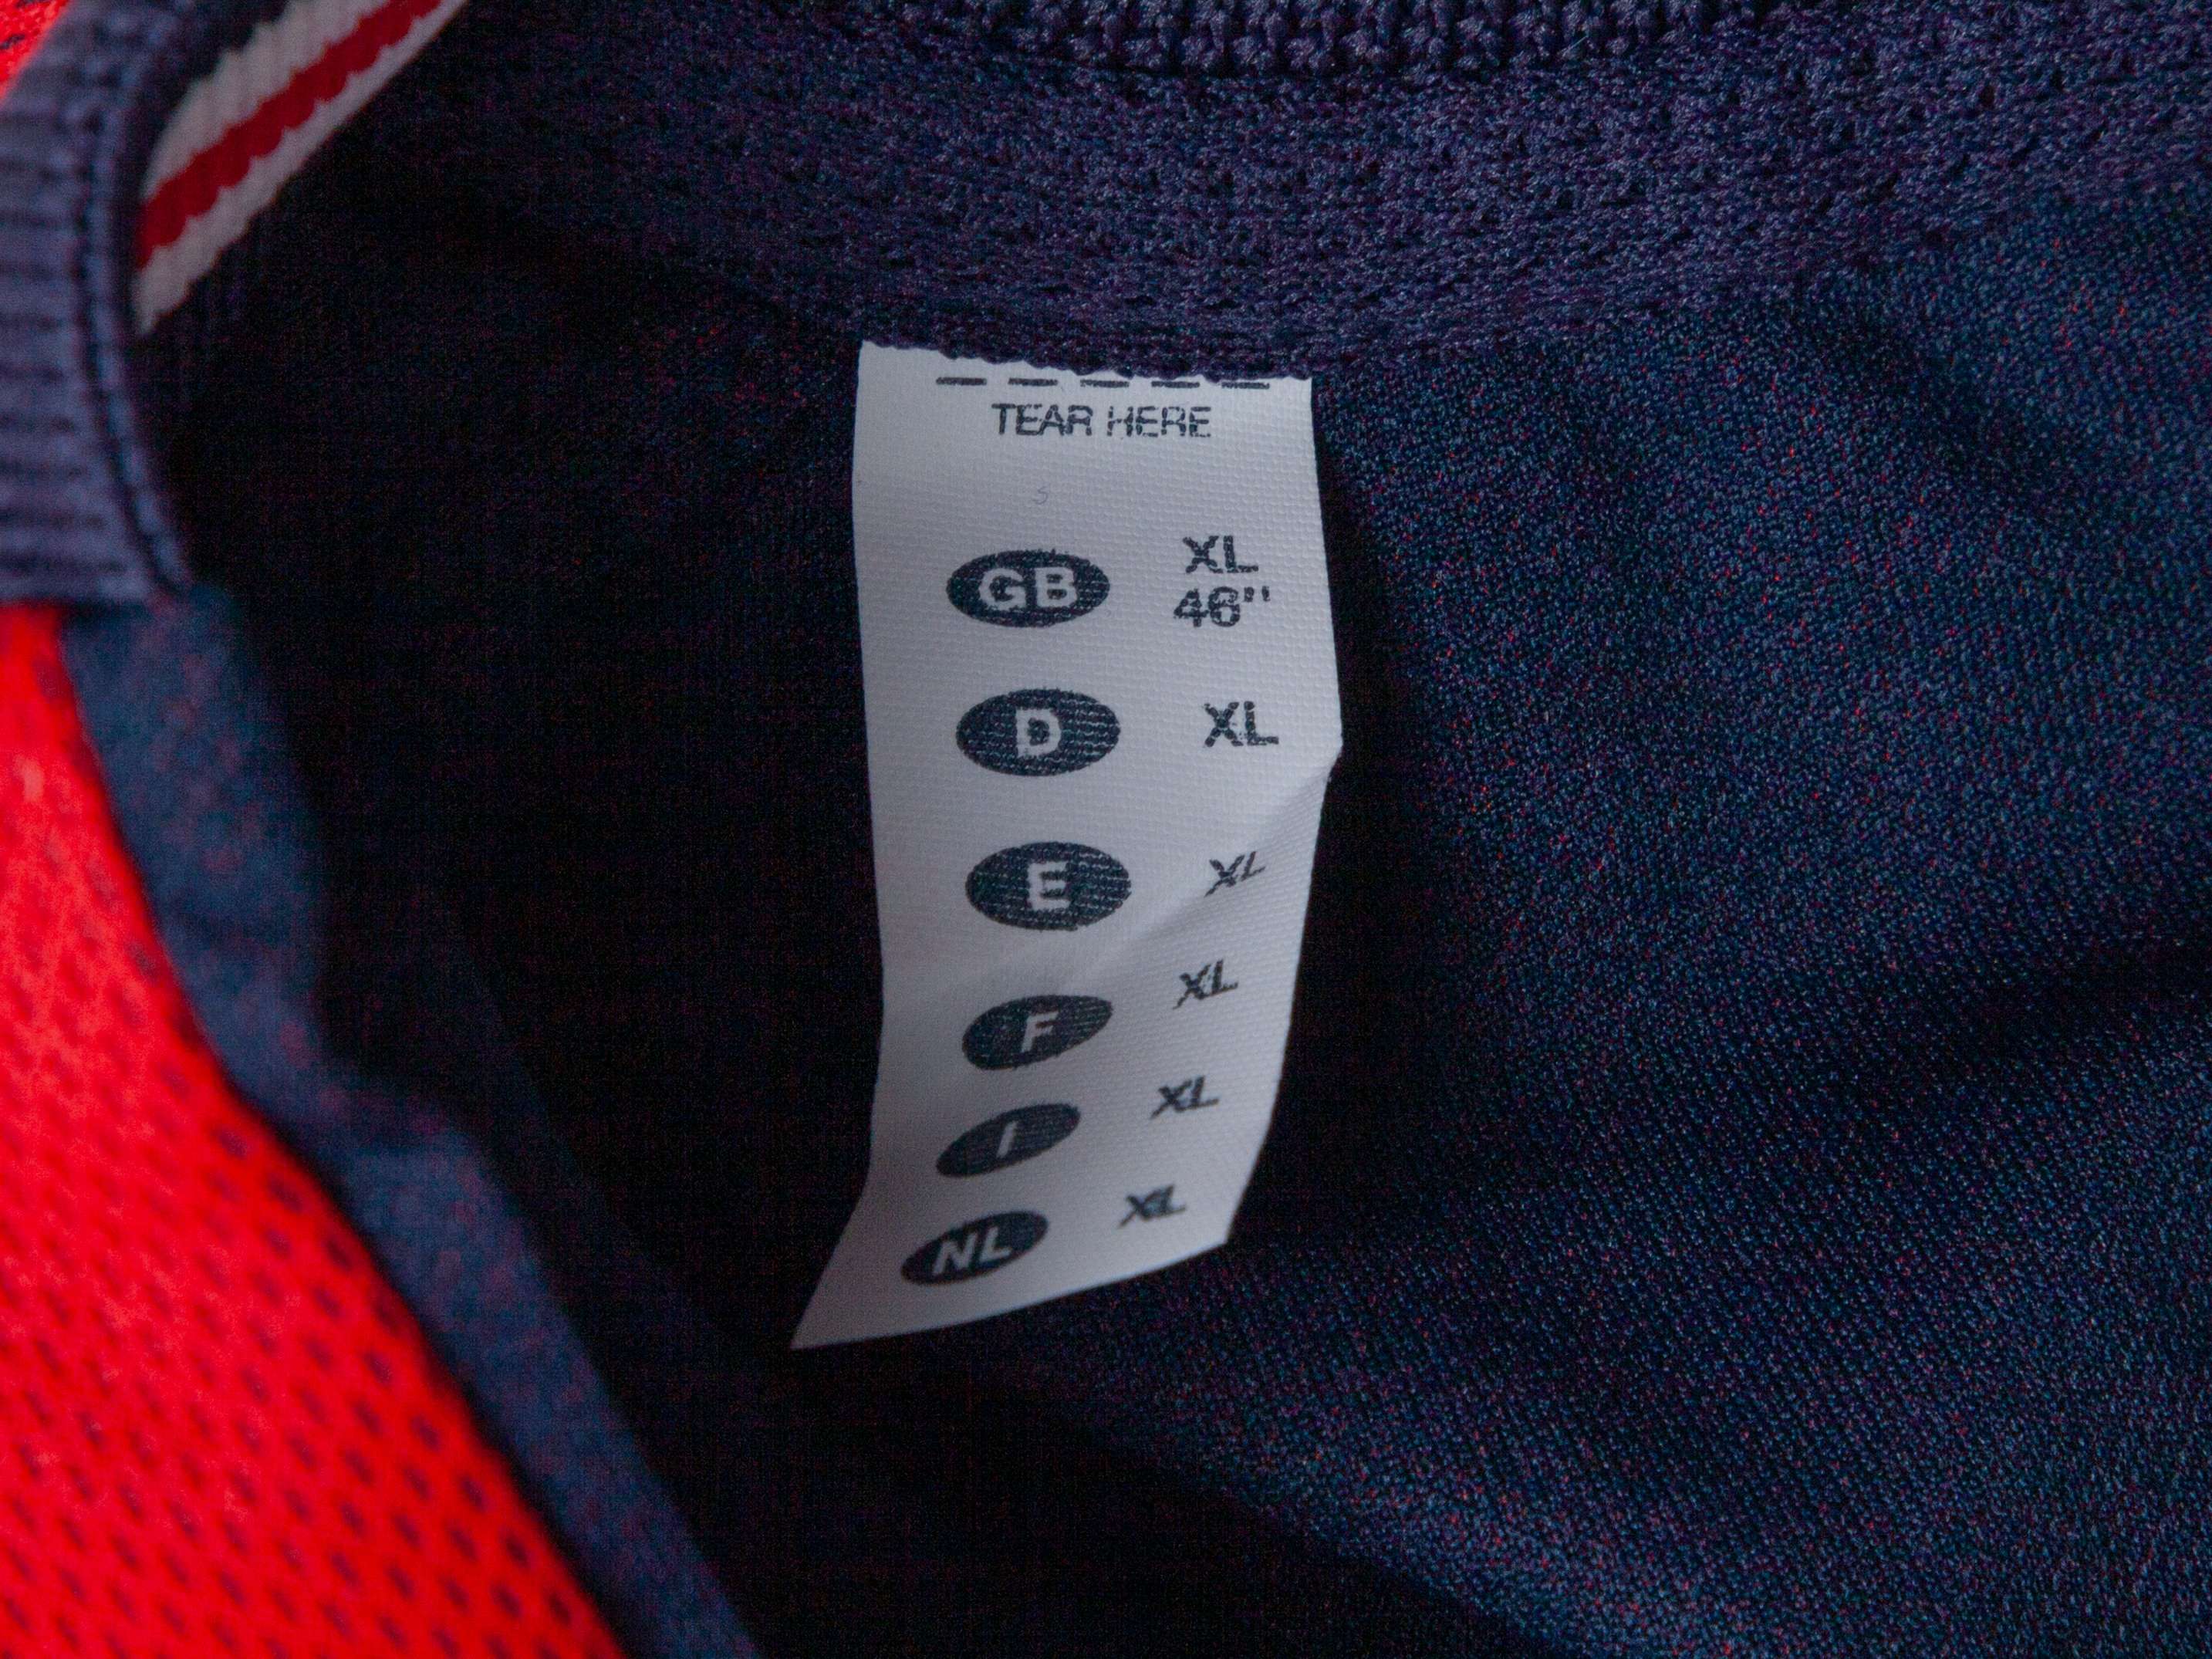 TEAR HERE
GB XL
46"
D XL
E XL
F XL
I XL
NL XL